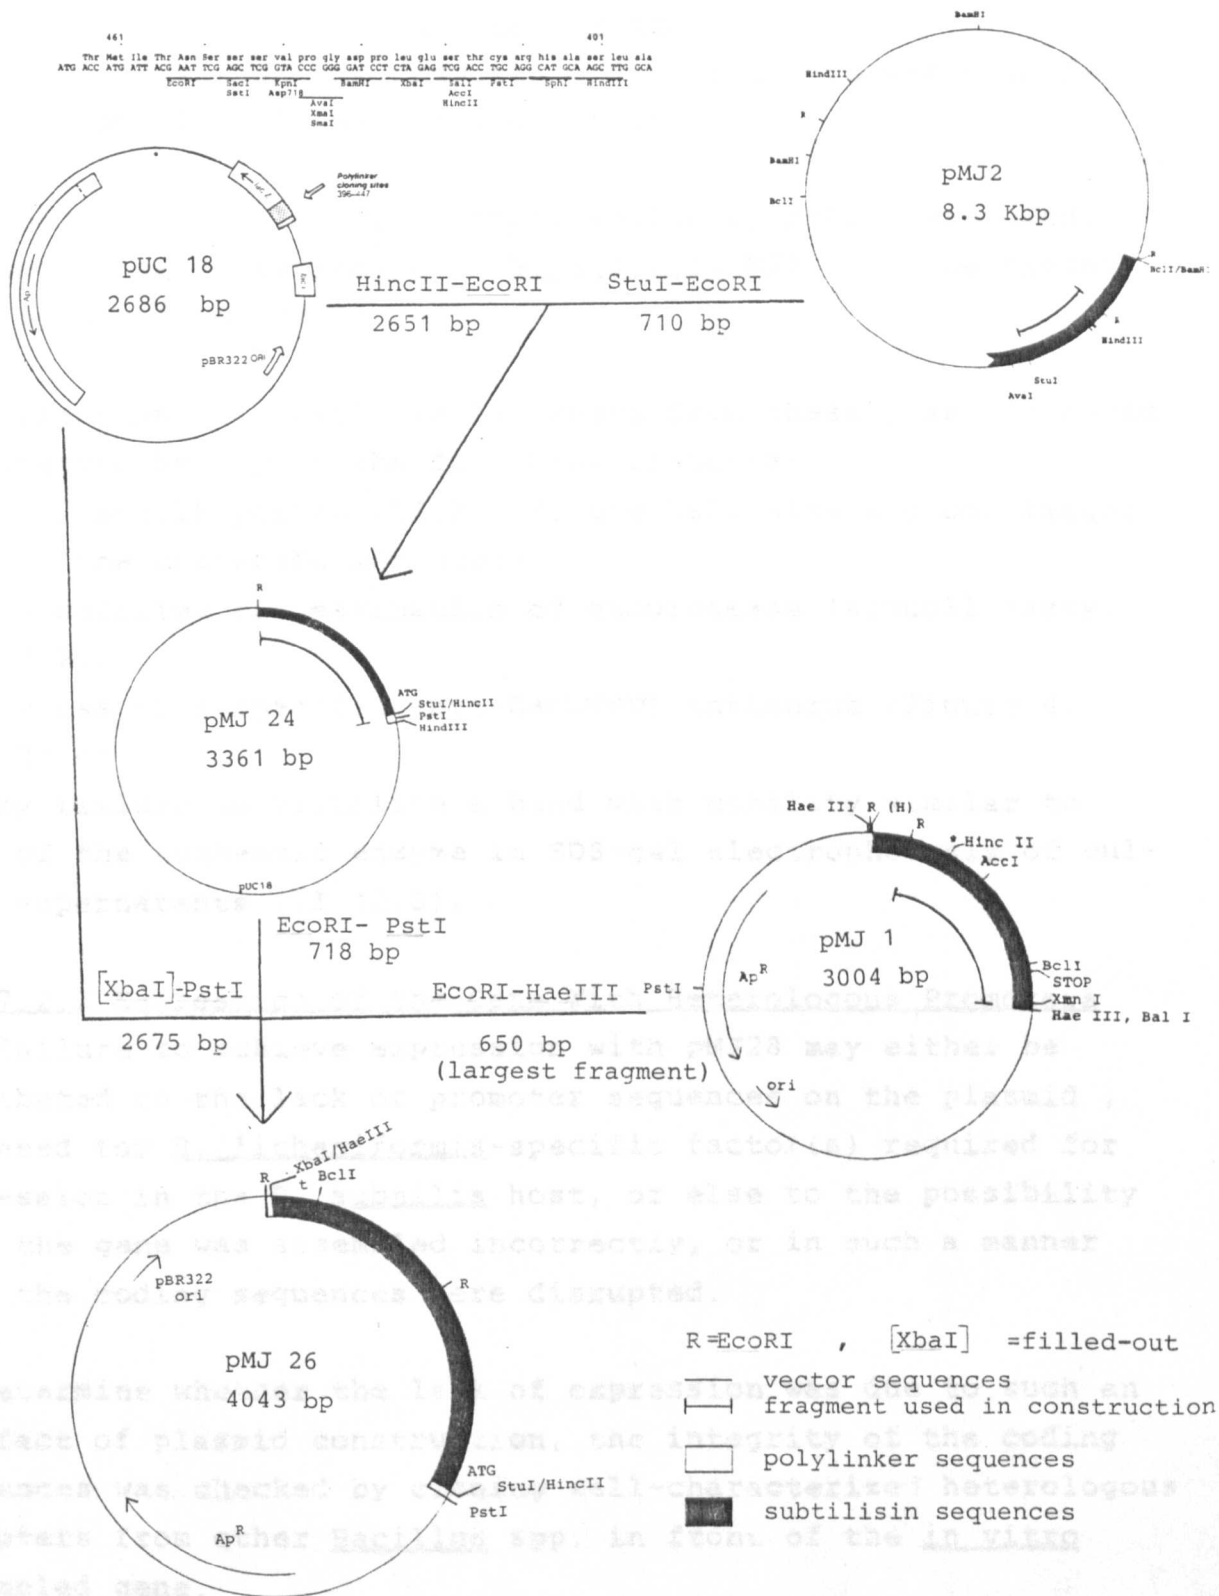 461 401
Thr Met Ile Thr Asn Ser ser ser val pro gly asp pro leu glu ser thr cys arg his ala ser leu ala
ATG ACC ATG ATT ACG AAT TCG AGC TCG GTA CCC GGG GAT CCT CTA GAG TCG ACC TGC AGG CAT GCA AGC TTG GCA
EcoRI SacI KpnI BamHI XbaI SalI PstI SphI HindIII
SstI Asp718 AccI
AvaI HincII
XmaI
SmaI
BamHI
HindIII
R
BamHI
BclI
pMJ2
8.3 Kbp
R
BclI/BamHI
R
HindIII
StuI
AvaI
Polylinker
cloning sites
lac Z
pUC 18
2686 bp
Ap
lac I
pBR322 ori
HincII-EcoRI StuI-EcoRI
2651 bp 710 bp
R
ATG
StuI/HincII
PstI
HindIII
pMJ 24
3361 bp
pUC18
EcoRI- PstI
718 bp
[XbaI]-PstI EcoRI-HaeIII
2675 bp 650 bp
(largest fragment)
Hae III R (H)
R
* Hinc II
AccI
pMJ 1
3004 bp
Ap R
PstI
BclI
STOP
Xmn I
Hae III, Bal I
ori
XbaI/HaeIII
R
t BclI
pBR322
ori
R
pMJ 26
4043 bp
ATG
StuI/HincII
PstI
Ap R
R=EcoRI , [XbaI] =filled-out
vector sequences
fragment used in construction
polylinker sequences
subtilisin sequences